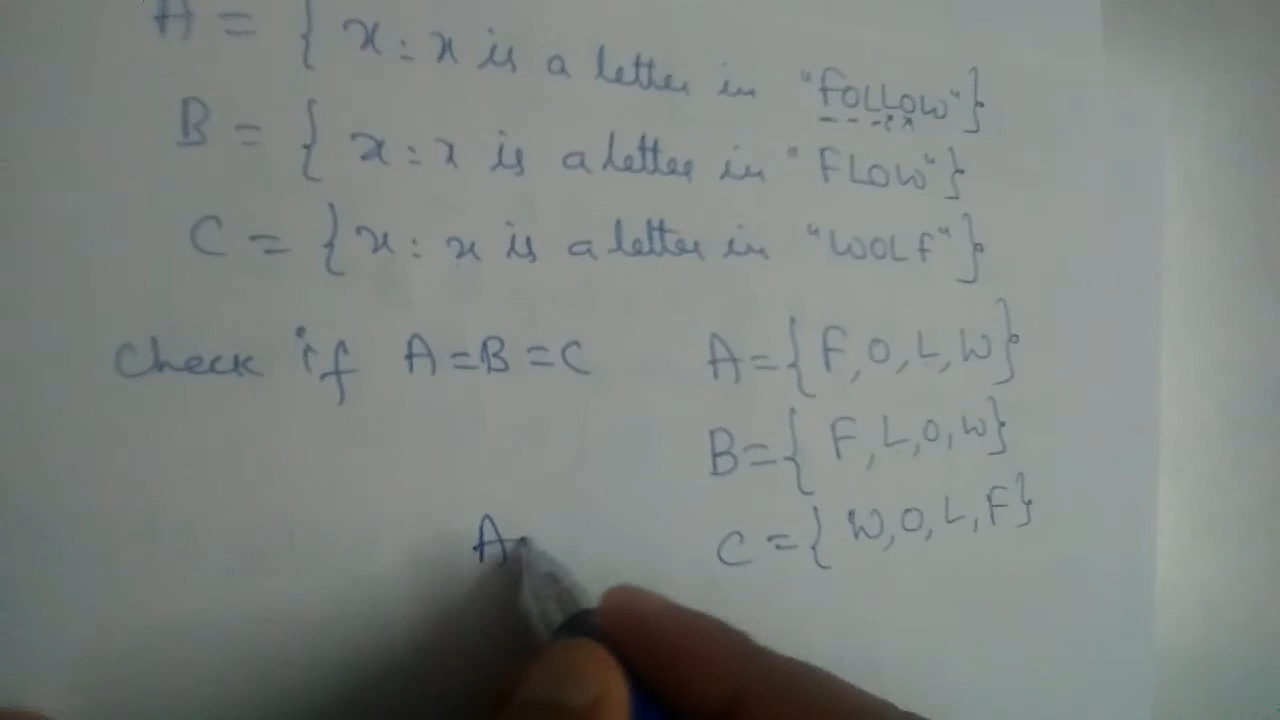 A = { x : x is a letter in "FOLLOW"}
B = { x : x is a letter in "FLOW"}
C = { x : x is a letter in "WOLF"}
Check if A = B = C
A = { F, O, L, W}
B = { F, L, O, W}
C = { W, O, L, F}
A =